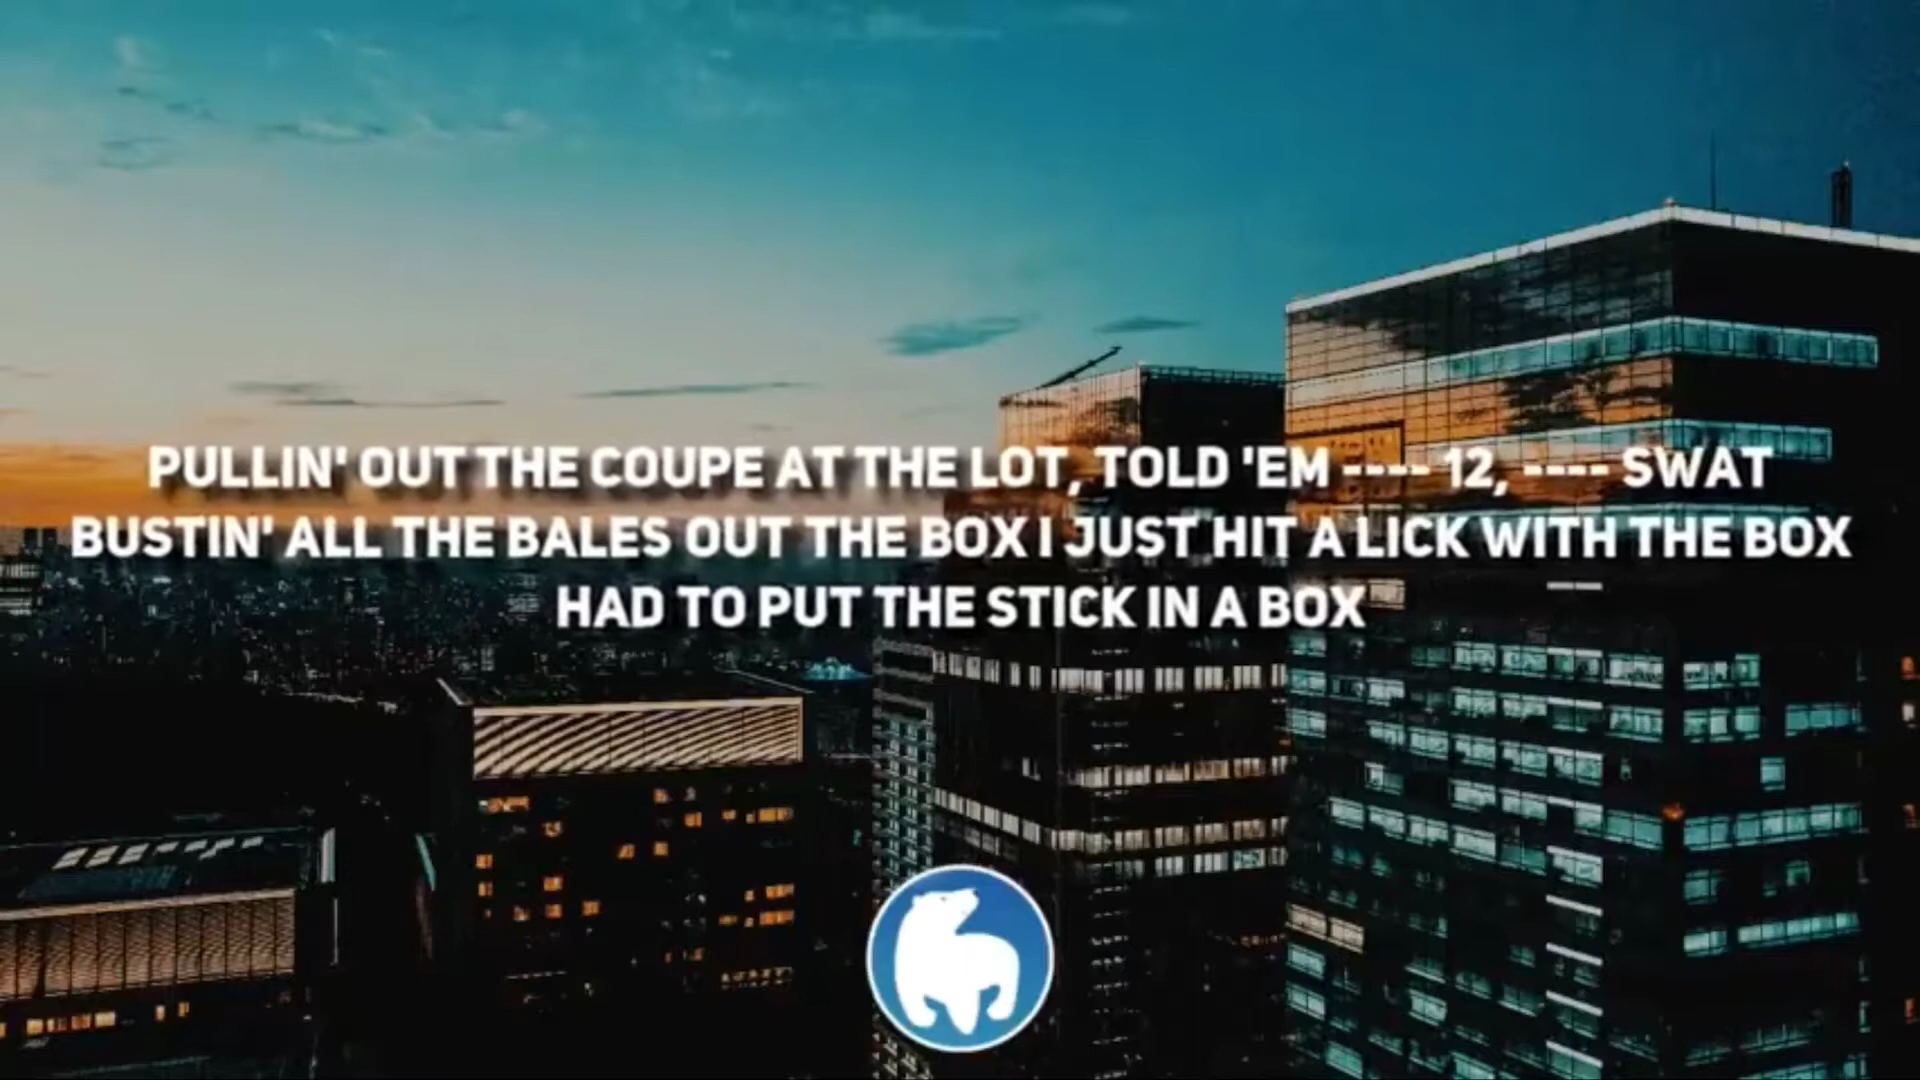 PULLIN' OUT THE COUPE AT THE LOT, TOLD 'EM ---- 12, ---- SWAT
BUSTIN' ALL THE BALES OUT THE BOX I JUST HIT A LICK WITH THE BOX
HAD TO PUT THE STICK IN A BOX